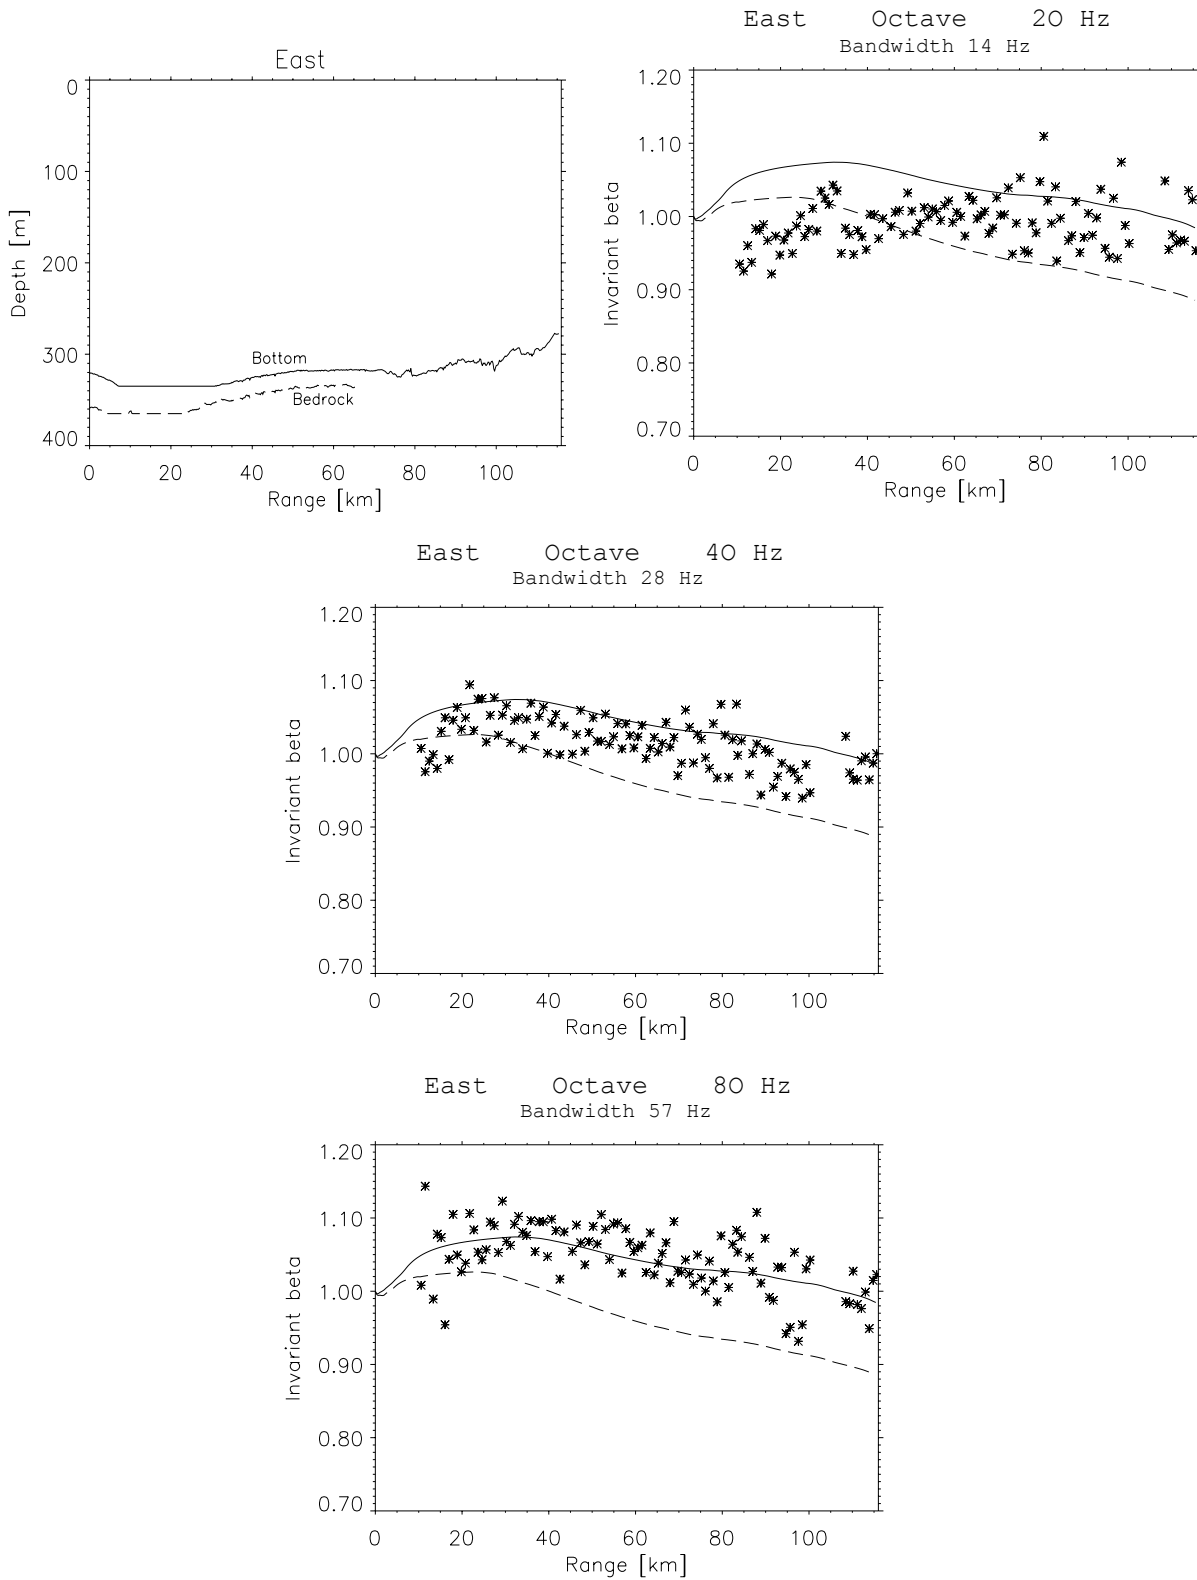 East
0
100
200
300
400
Depth [m]
Bottom
Bedrock
0 20 40 60 80 100
Range [km]
East Octave 20 Hz
Bandwidth 14 Hz
1.20
1.10
1.00
0.90
0.80
0.70
Invariant beta
0 20 40 60 80 100
Range [km]
East Octave 40 Hz
Bandwidth 28 Hz
1.20
1.10
1.00
0.90
0.80
0.70
Invariant beta
0 20 40 60 80 100
Range [km]
East Octave 80 Hz
Bandwidth 57 Hz
1.20
1.10
1.00
0.90
0.80
0.70
Invariant beta
0 20 40 60 80 100
Range [km]